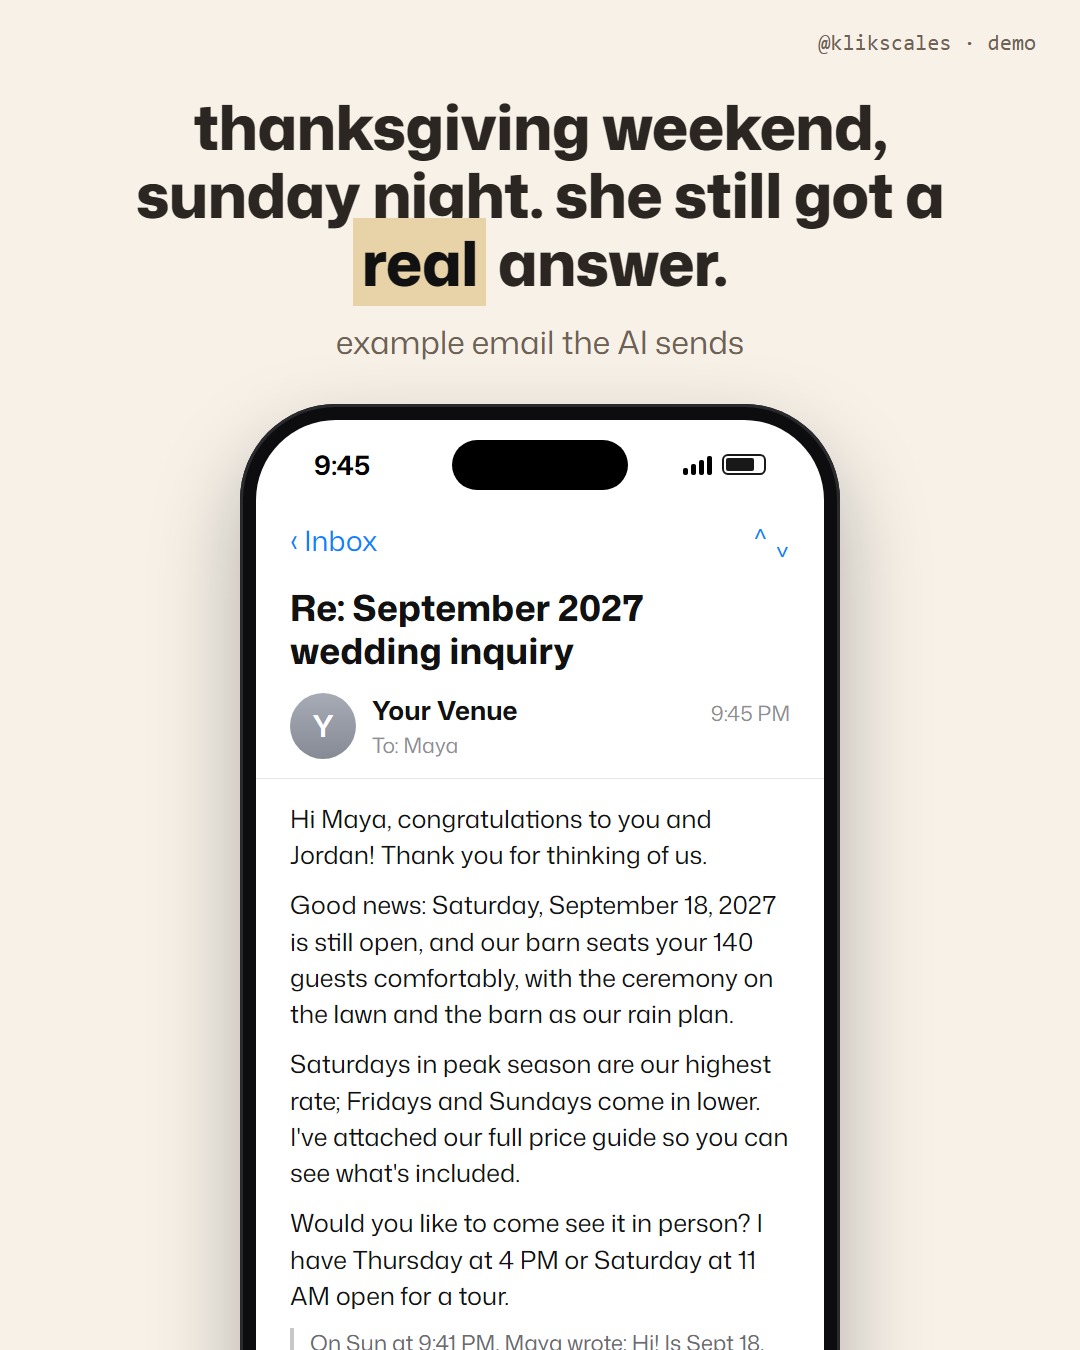 @klikscales · demo
thanksgiving weekend,
sunday night. she still got a
real answer.
example email the AI sends
9:45
‹ Inbox
Re: September 2027
wedding inquiry
Y
Your Venue
9:45 PM
To: Maya
Hi Maya, congratulations to you and
Jordan! Thank you for thinking of us.
Good news: Saturday, September 18, 2027
is still open, and our barn seats your 140
guests comfortably, with the ceremony on
the lawn and the barn as our rain plan.
Saturdays in peak season are our highest
rate; Fridays and Sundays come in lower.
I've attached our full price guide so you can
see what's included.
Would you like to come see it in person? I
have Thursday at 4 PM or Saturday at 11
AM open for a tour.
On Sun at 9:41 PM, Maya wrote: Hi! Is Sept 18,